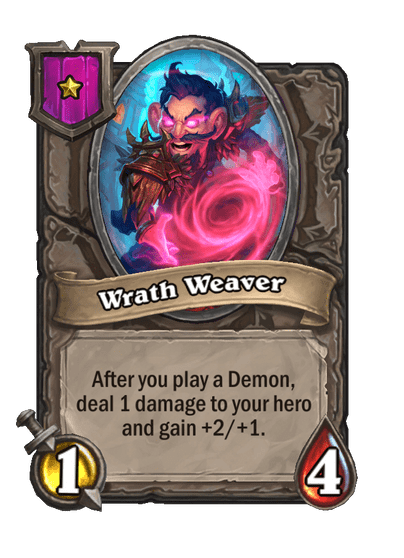 Wrath Weaver
After you play a Demon,
deal 1 damage to your hero
and gain +2/+1.
1
4